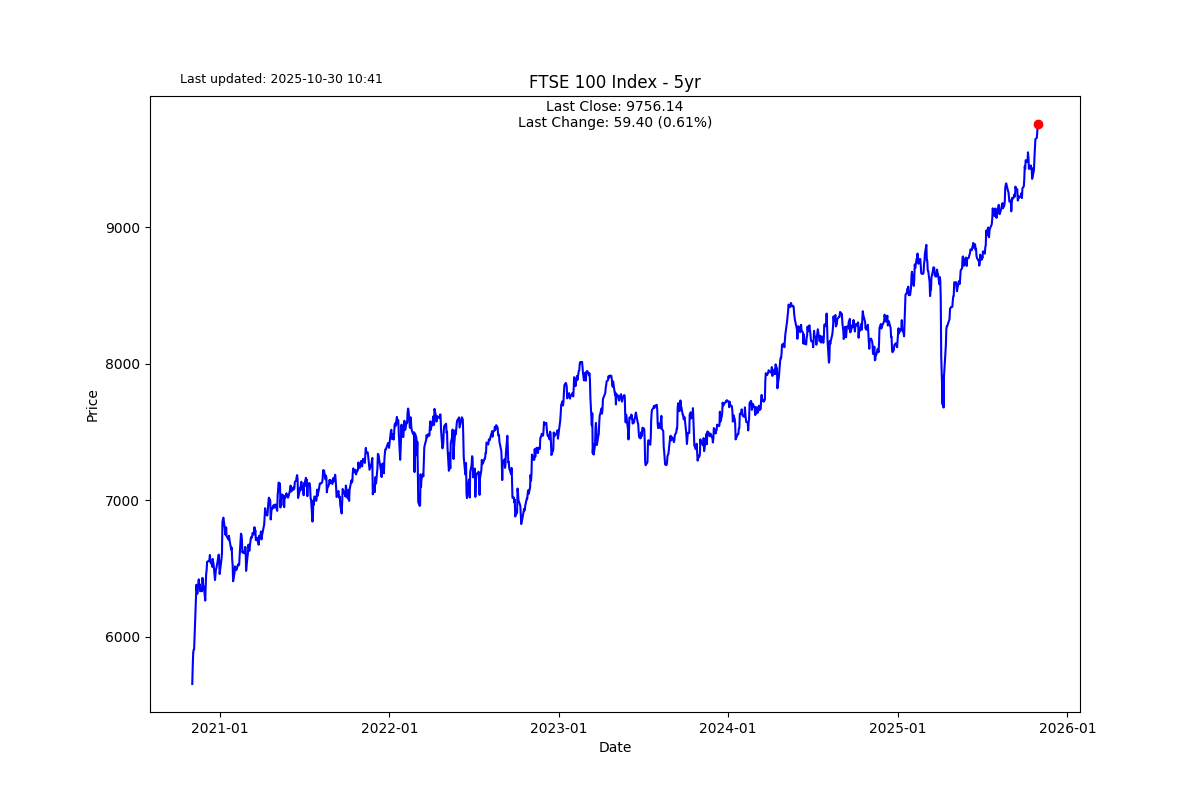 Last updated: 2025-10-30 10:41
FTSE 100 Index - 5yr
Last Close: 9756.14
Last Change: 59.40 (0.61%)
9000
8000
7000
6000
Price
2021-01
2022-01
2023-01
2024-01
2025-01
2026-01
Date